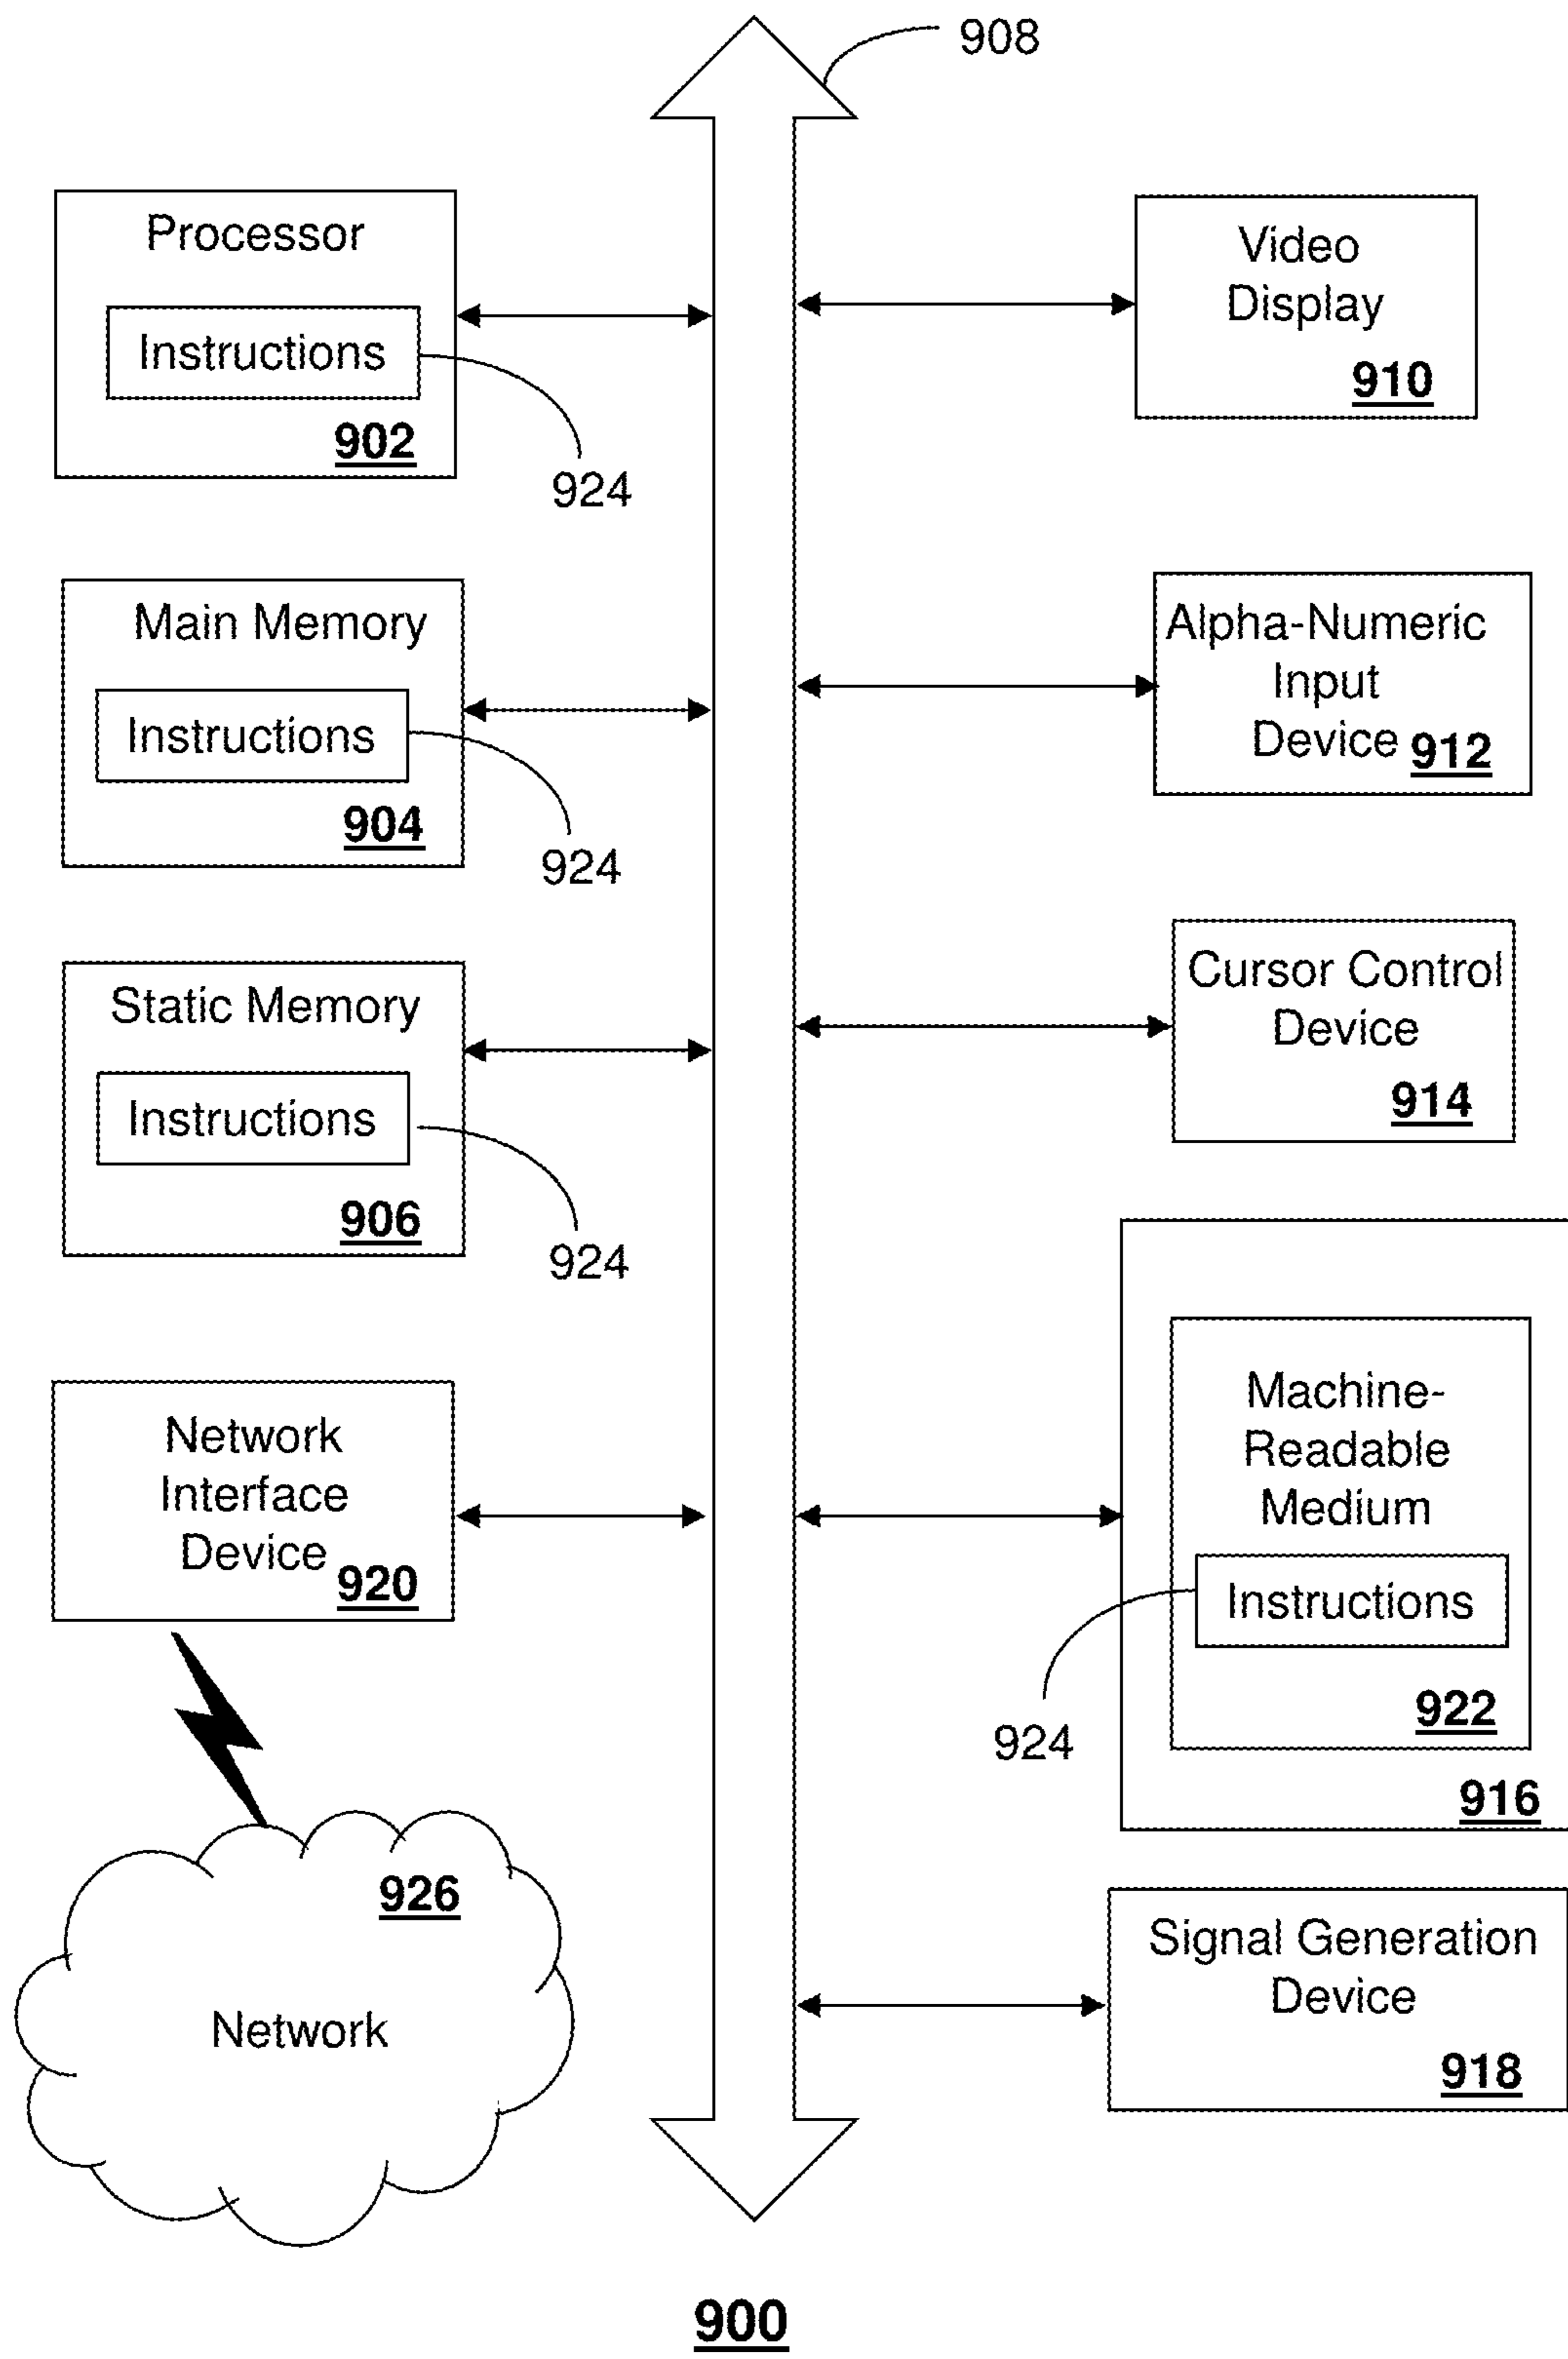 908
Processor
Instructions
902
924
Main Memory
Instructions
904
924
Static Memory
Instructions
906
924
Network
Interface
Device
920
926
Network
Video
Display
910
Alpha-Numeric
Input
Device 912
Cursor Control
Device
914
Machine-
Readable
Medium
Instructions
922
924
916
Signal Generation
Device
918
900